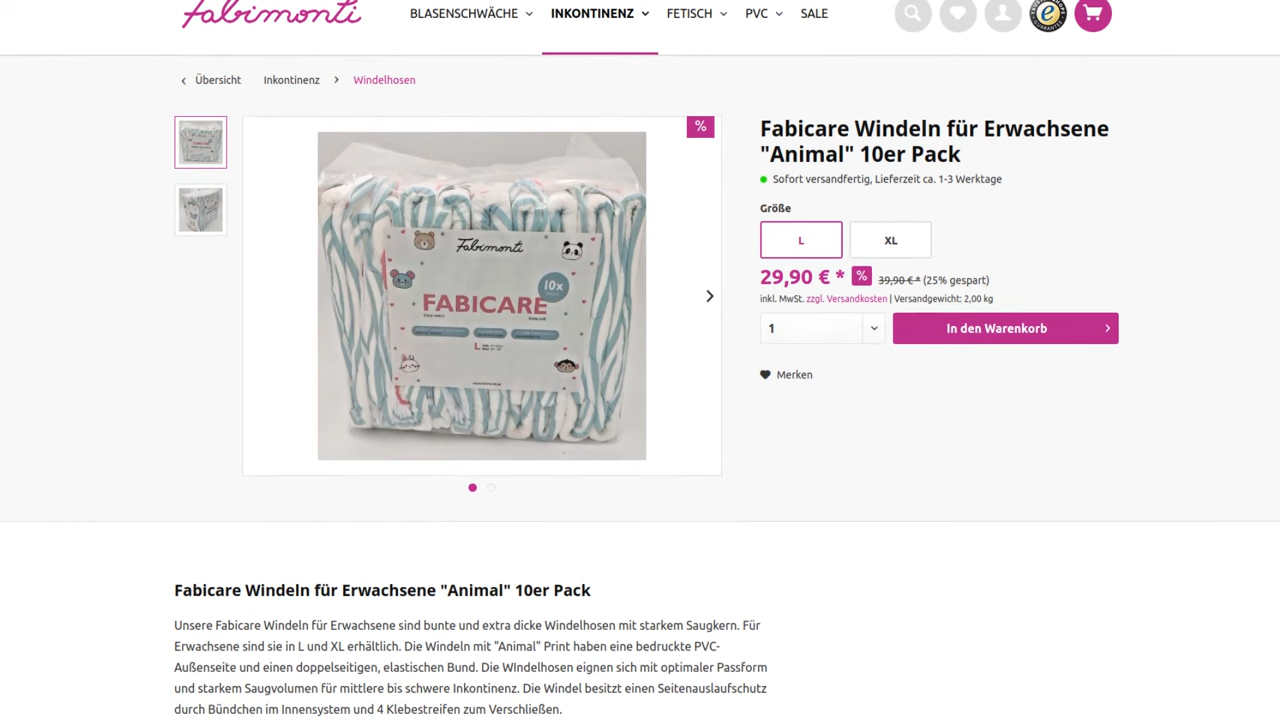 Fabimonti
BLASENSCHWÄCHE
INKONTINENZ
FETISCH
PVC
SALE
Übersicht
Inkontinenz
Windelhosen
%
Fabimonti
10x
FABICARE
L
Fabicare Windeln für Erwachsene
"Animal" 10er Pack
Sofort versandfertig, Lieferzeit ca. 1-3 Werktage
Größe
L
XL
29,90 € * % 39,90 € * (25% gespart)
inkl. MwSt. zzgl. Versandkosten | Versandgewicht: 2,00 kg
1
In den Warenkorb
Merken
Fabicare Windeln für Erwachsene "Animal" 10er Pack
Unsere Fabicare Windeln für Erwachsene sind bunte und extra dicke Windelhosen mit starkem Saugkern. Für
Erwachsene sind sie in L und XL erhältlich. Die Windeln mit "Animal" Print haben eine bedruckte PVC-
Außenseite und einen doppelseitigen, elastischen Bund. Die WIndelhosen eignen sich mit optimaler Passform
und starkem Saugvolumen für mittlere bis schwere Inkontinenz. Die Windel besitzt einen Seitenauslaufschutz
durch Bündchen im Innensystem und 4 Klebestreifen zum Verschließen.